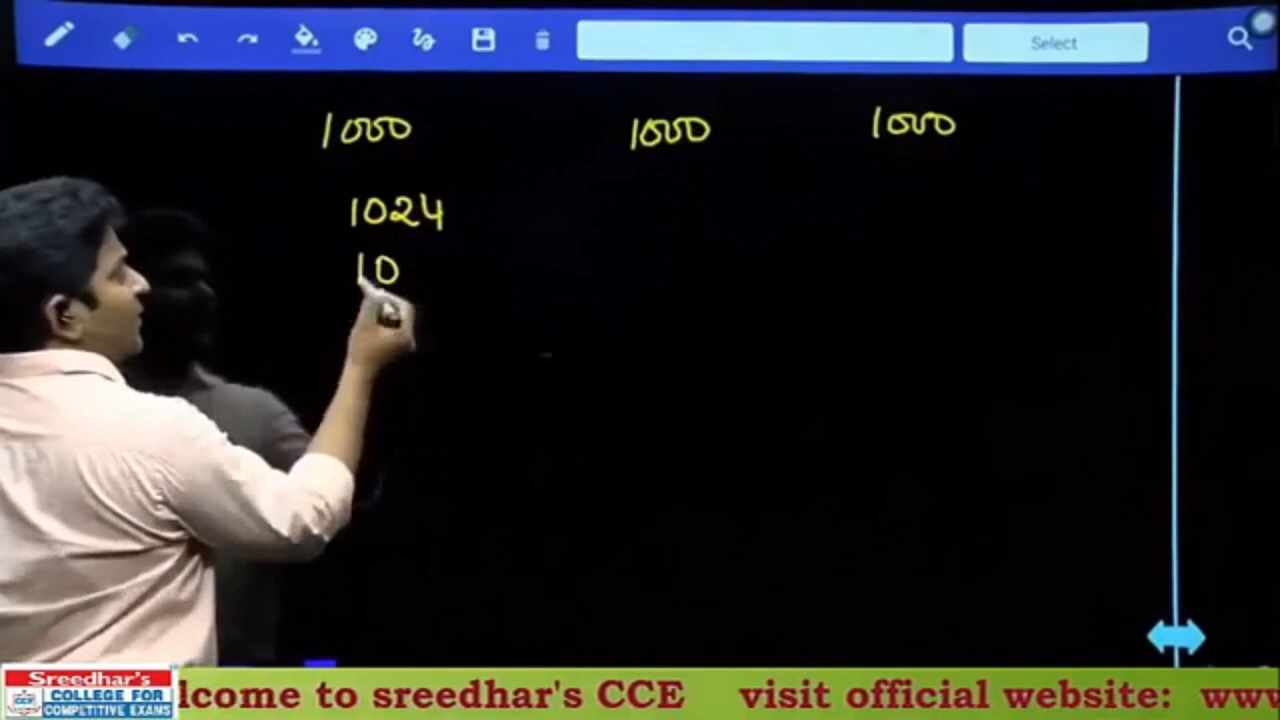 Select
1000 1000 1000
1024
10
Sreedhar's
COLLEGE FOR
COMPETITIVE EXAMS
lcome to sreedhar's CCE visit official website: www